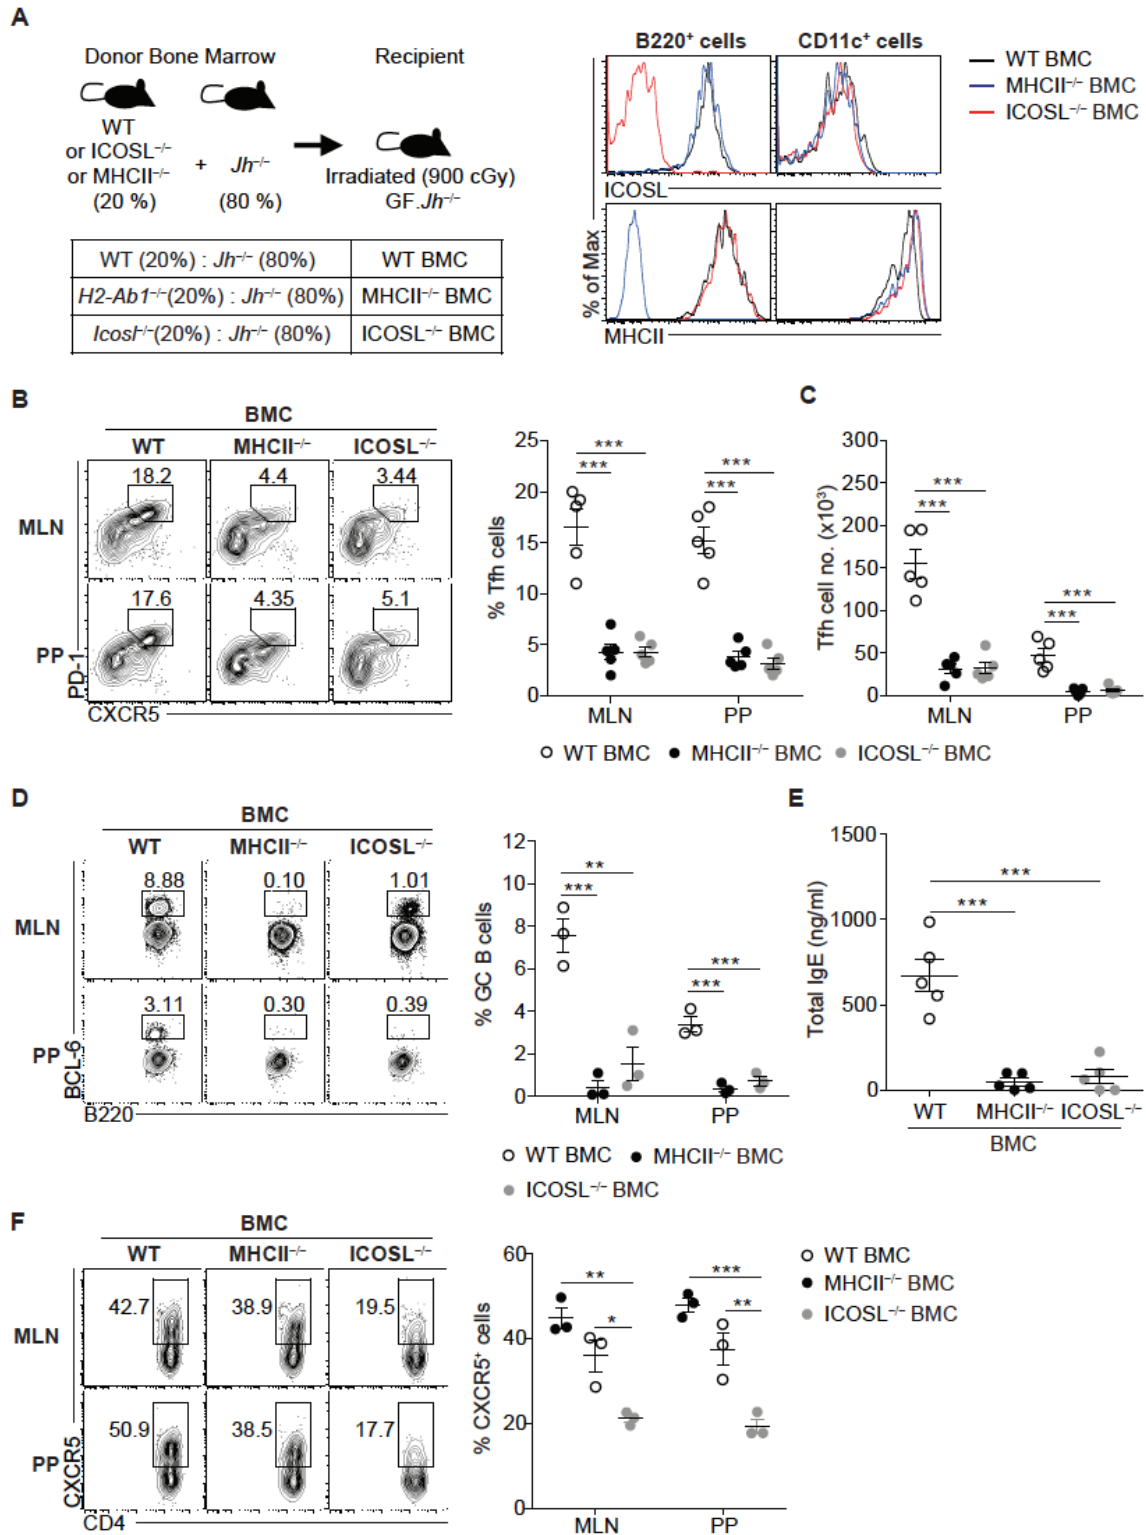 A
Donor Bone Marrow
Recipient
WT
or ICOSL⁻/⁻
or MHCII⁻/⁻
(20 %)
+
Jh⁻/⁻
(80 %)
Irradiated (900 cGy)
GF.Jh⁻/⁻
WT (20%) : Jh⁻/⁻ (80%) WT BMC
H2-Ab1⁻/⁻(20%) : Jh⁻/⁻ (80%) MHCII⁻/⁻ BMC
Icosl⁻/⁻(20%) : Jh⁻/⁻ (80%) ICOSL⁻/⁻ BMC
B220⁺ cells CD11c⁺ cells
WT BMC
MHCII⁻/⁻ BMC
ICOSL⁻/⁻ BMC
ICOSL
% of Max
MHCII
B
BMC
WT MHCII⁻/⁻ ICOSL⁻/⁻
MLN
18.2 4.4 3.44
PP
17.6 4.35 5.1
PD-1
CXCR5
% Tfh cells
25
20
15
10
5
0
*** ***
*** ***
MLN PP
C
Tfh cell no. (x10³)
300
250
200
150
100
50
0
***
***
***
***
MLN PP
WT BMC MHCII⁻/⁻ BMC ICOSL⁻/⁻ BMC
D
BMC
WT MHCII⁻/⁻ ICOSL⁻/⁻
MLN
8.88 0.10 1.01
PP
3.11 0.30 0.39
BCL-6
B220
% GC B cells
12
10
8
6
4
2
0
**
***
***
***
MLN PP
WT BMC MHCII⁻/⁻ BMC
ICOSL⁻/⁻ BMC
E
Total IgE (ng/ml)
1500
1000
500
0
***
***
WT MHCII⁻/⁻ ICOSL⁻/⁻
BMC
F
BMC
WT MHCII⁻/⁻ ICOSL⁻/⁻
MLN
42.7 38.9 19.5
PP
50.9 38.5 17.7
CXCR5
CD4
% CXCR5⁺ cells
60
40
20
0
** ***
* **
MLN PP
WT BMC
MHCII⁻/⁻ BMC
ICOSL⁻/⁻ BMC